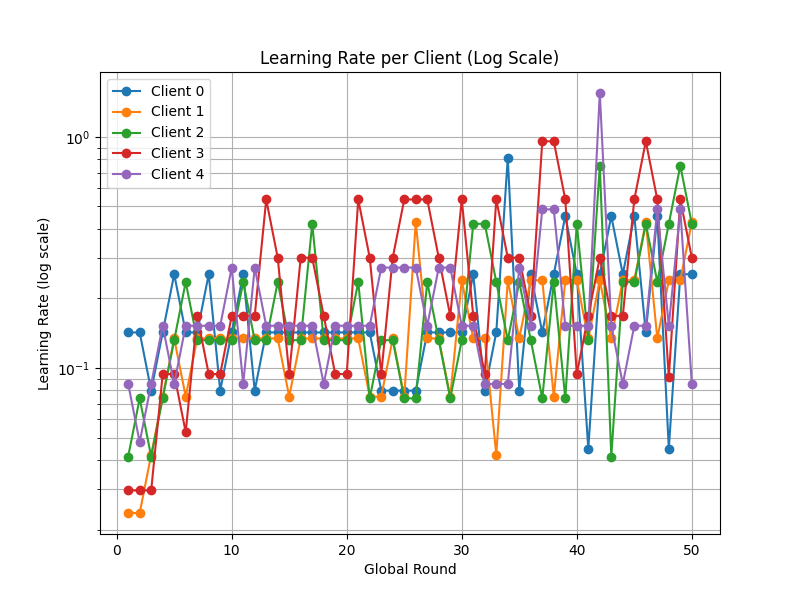 Learning Rate per Client (Log Scale)
Client 0
Client 1
Client 2
Client 3
Client 4
10⁰
10⁻¹
Learning Rate (log scale)
0 10 20 30 40 50
Global Round